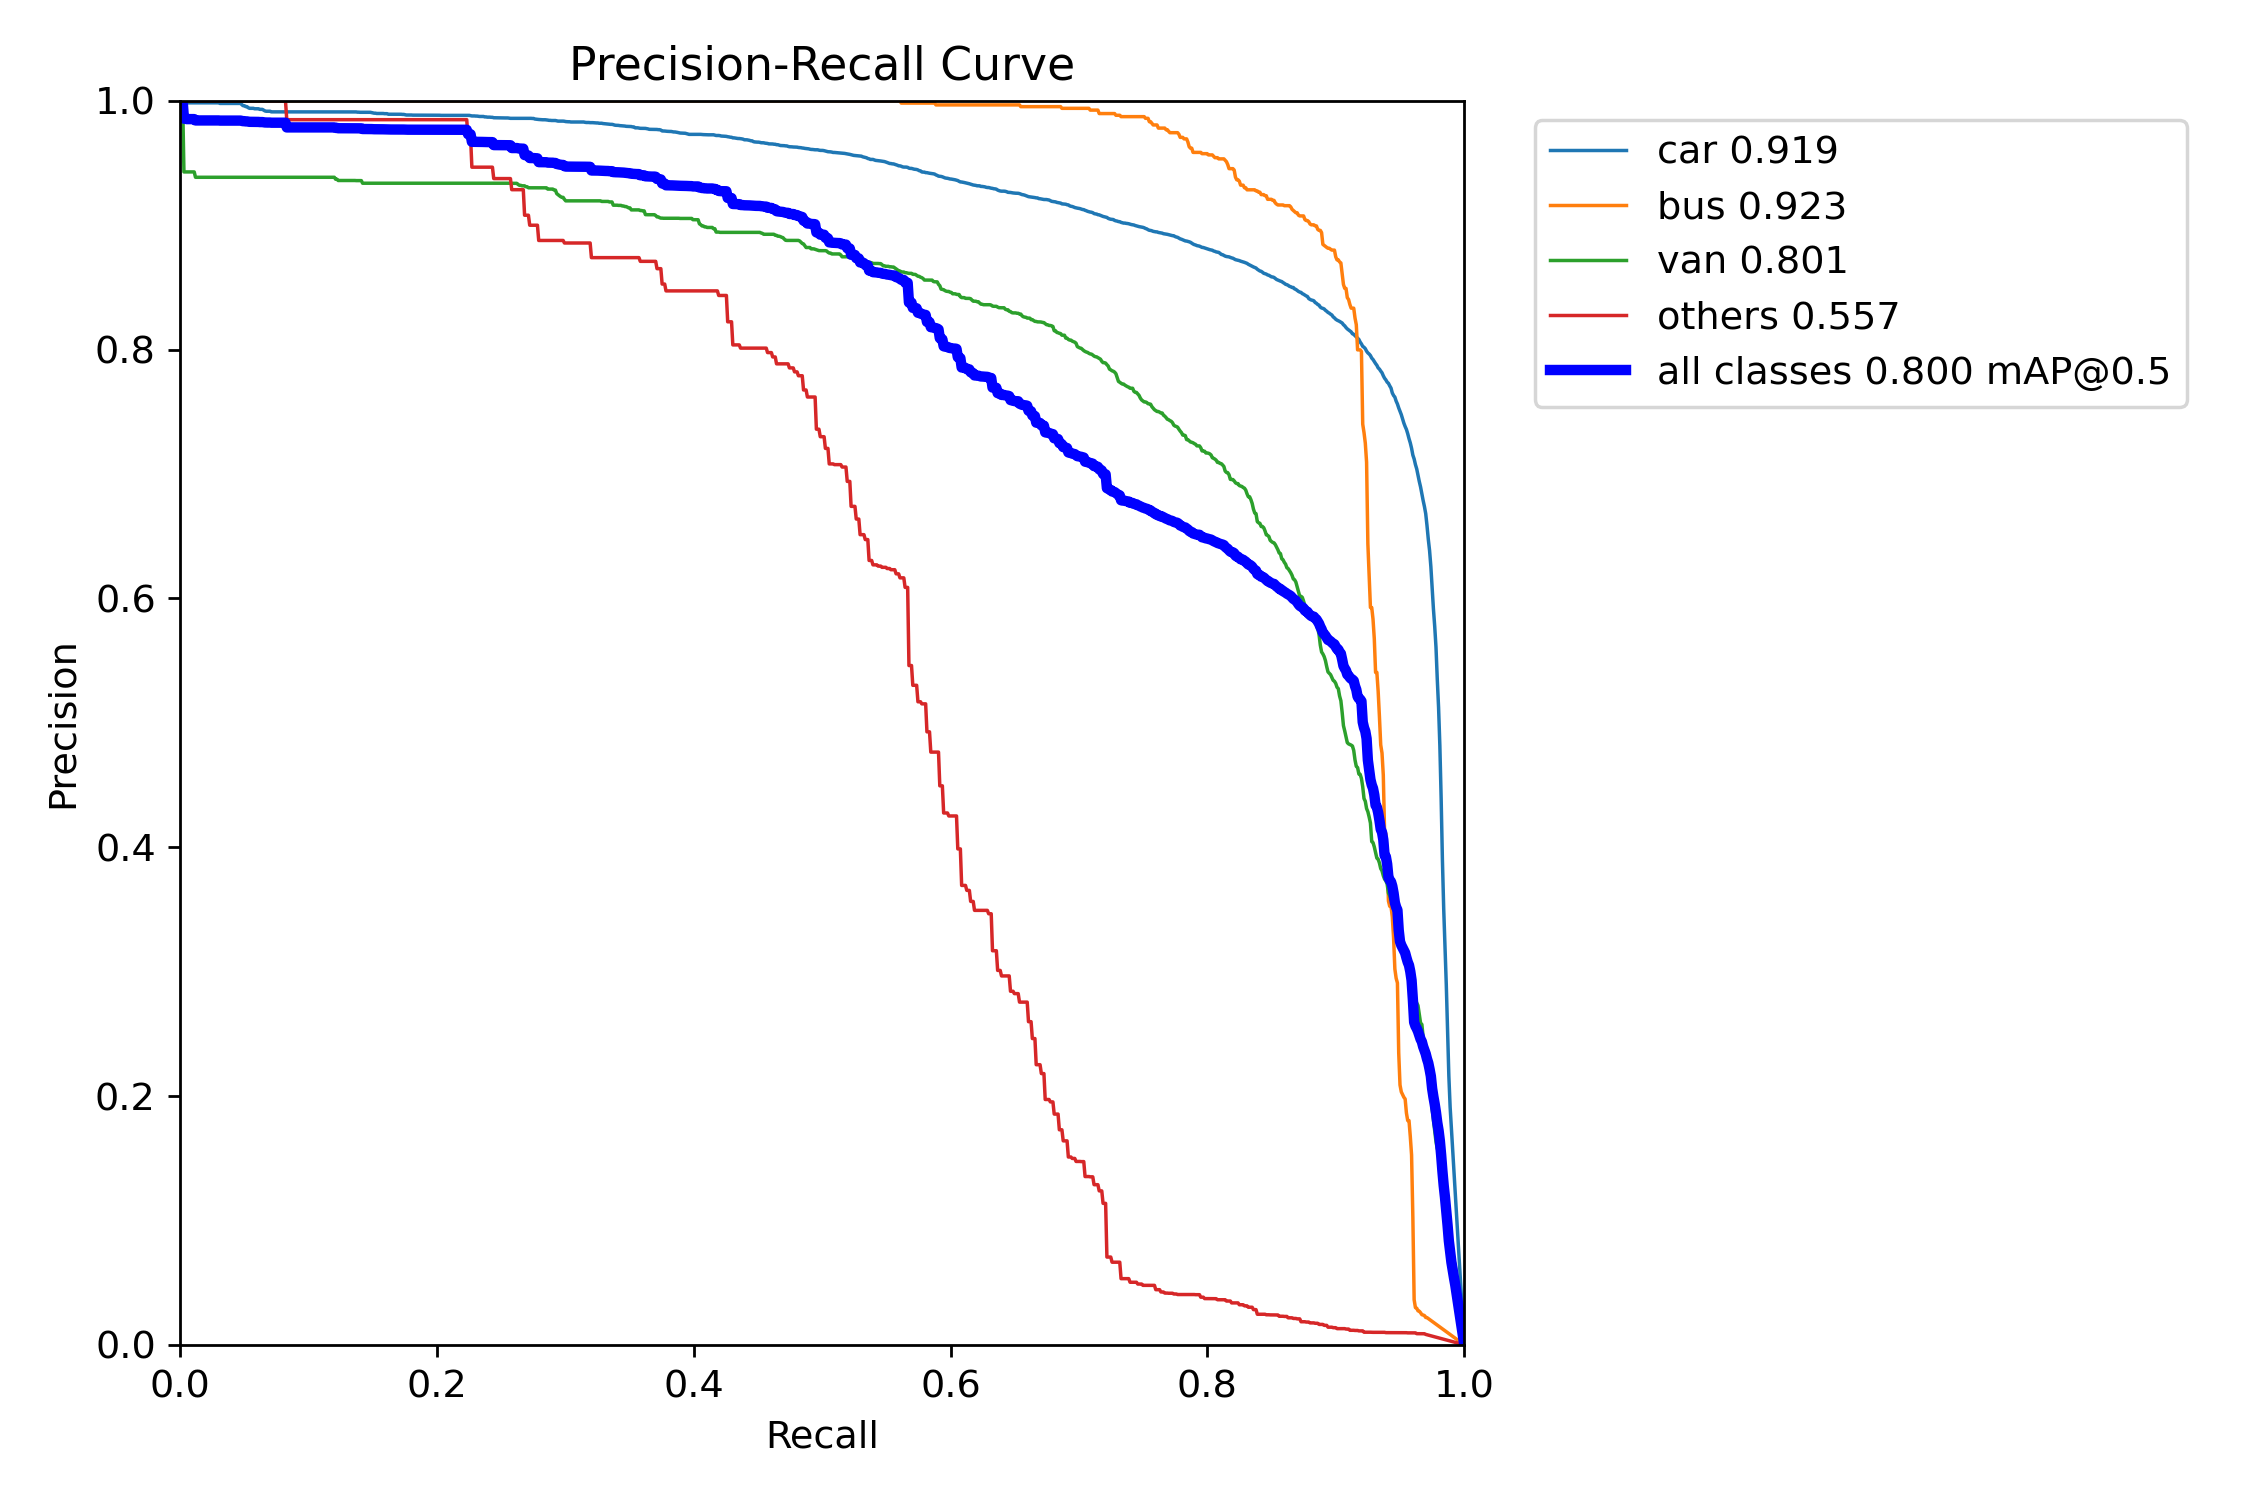 Precision-Recall Curve
1.0
0.8
0.6
0.4
0.2
0.0
Precision
0.0 0.2 0.4 0.6 0.8 1.0
Recall
car 0.919
bus 0.923
van 0.801
others 0.557
all classes 0.800 mAP@0.5